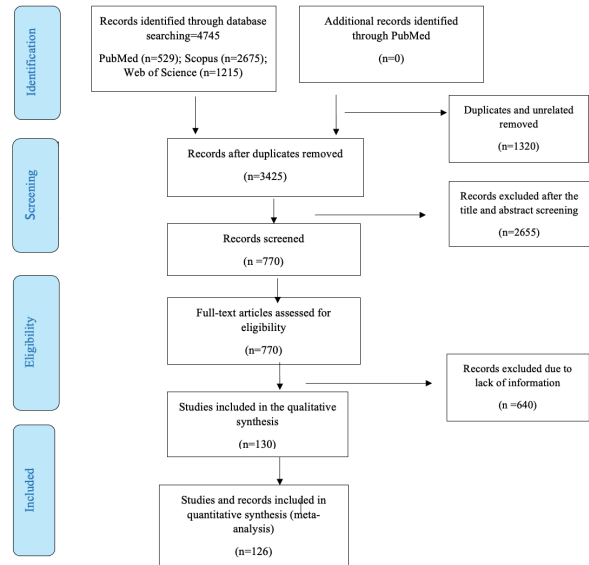 Identification
Records identified through database
searching=4745
PubMed (n=529); Scopus (n=2675);
Web of Science (n=1215)
Additional records identified
through PubMed
(n=0)
Duplicates and unrelated
removed
(n=1320)
Screening
Records after duplicates removed
(n=3425)
Records excluded after the
title and abstract screening
(n=2655)
Records screened
(n =770)
Eligibility
Full-text articles assessed for
eligibility
(n=770)
Records excluded due to
lack of information
(n =640)
Studies included in the qualitative
synthesis
(n=130)
Included
Studies and records included in
quantitative synthesis (meta-
analysis)
(n=126)